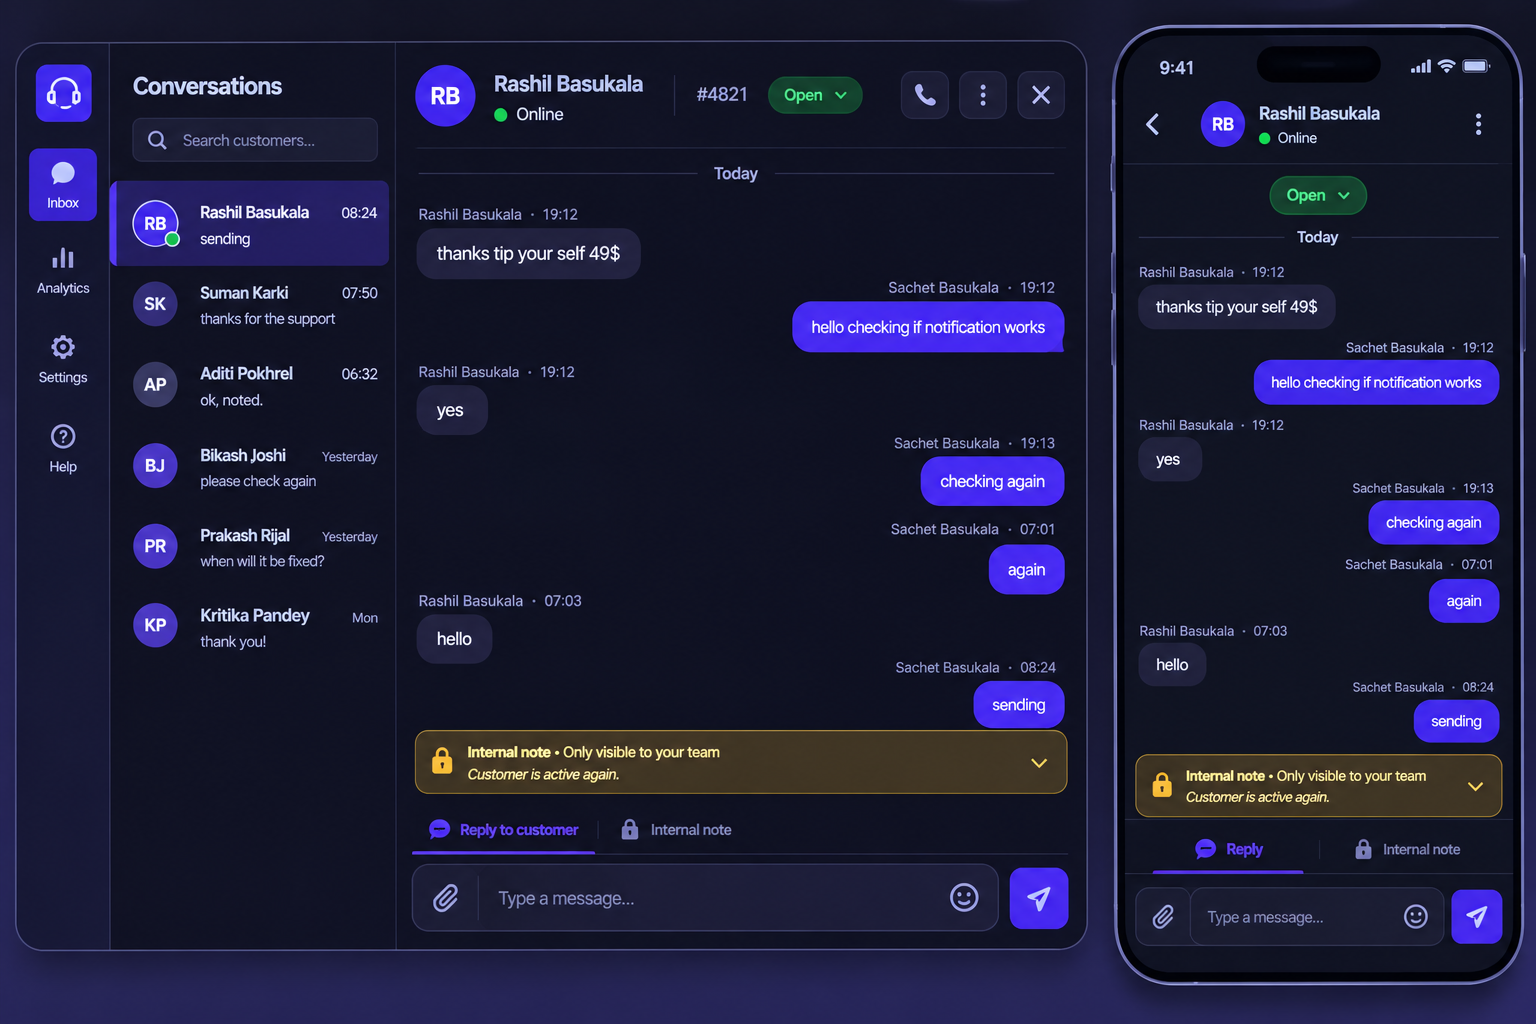 Inbox
Analytics
Settings
Help
Conversations
Search customers...
RB
Rashil Basukala
08:24
sending
SK
Suman Karki
07:50
thanks for the support
AP
Aditi Pokhrel
06:32
ok, noted.
BJ
Bikash Joshi
Yesterday
please check again
PR
Prakash Rijal
Yesterday
when will it be fixed?
KP
Kritika Pandey
Mon
thank you!
RB
Rashil Basukala
Online
#4821
Open
Today
Rashil Basukala · 19:12
thanks tip your self 49$
Sachet Basukala · 19:12
hello checking if notification works
Rashil Basukala · 19:12
yes
Sachet Basukala · 19:13
checking again
Sachet Basukala · 07:01
again
Rashil Basukala · 07:03
hello
Sachet Basukala · 08:24
sending
Internal note • Only visible to your team
Customer is active again.
Reply to customer
Internal note
Type a message...
9:41
RB
Rashil Basukala
Online
Open
Today
Rashil Basukala · 19:12
thanks tip your self 49$
Sachet Basukala · 19:12
hello checking if notification works
Rashil Basukala · 19:12
yes
Sachet Basukala · 19:13
checking again
Sachet Basukala · 07:01
again
Rashil Basukala · 07:03
hello
Sachet Basukala · 08:24
sending
Internal note • Only visible to your team
Customer is active again.
Reply
Internal note
Type a message...